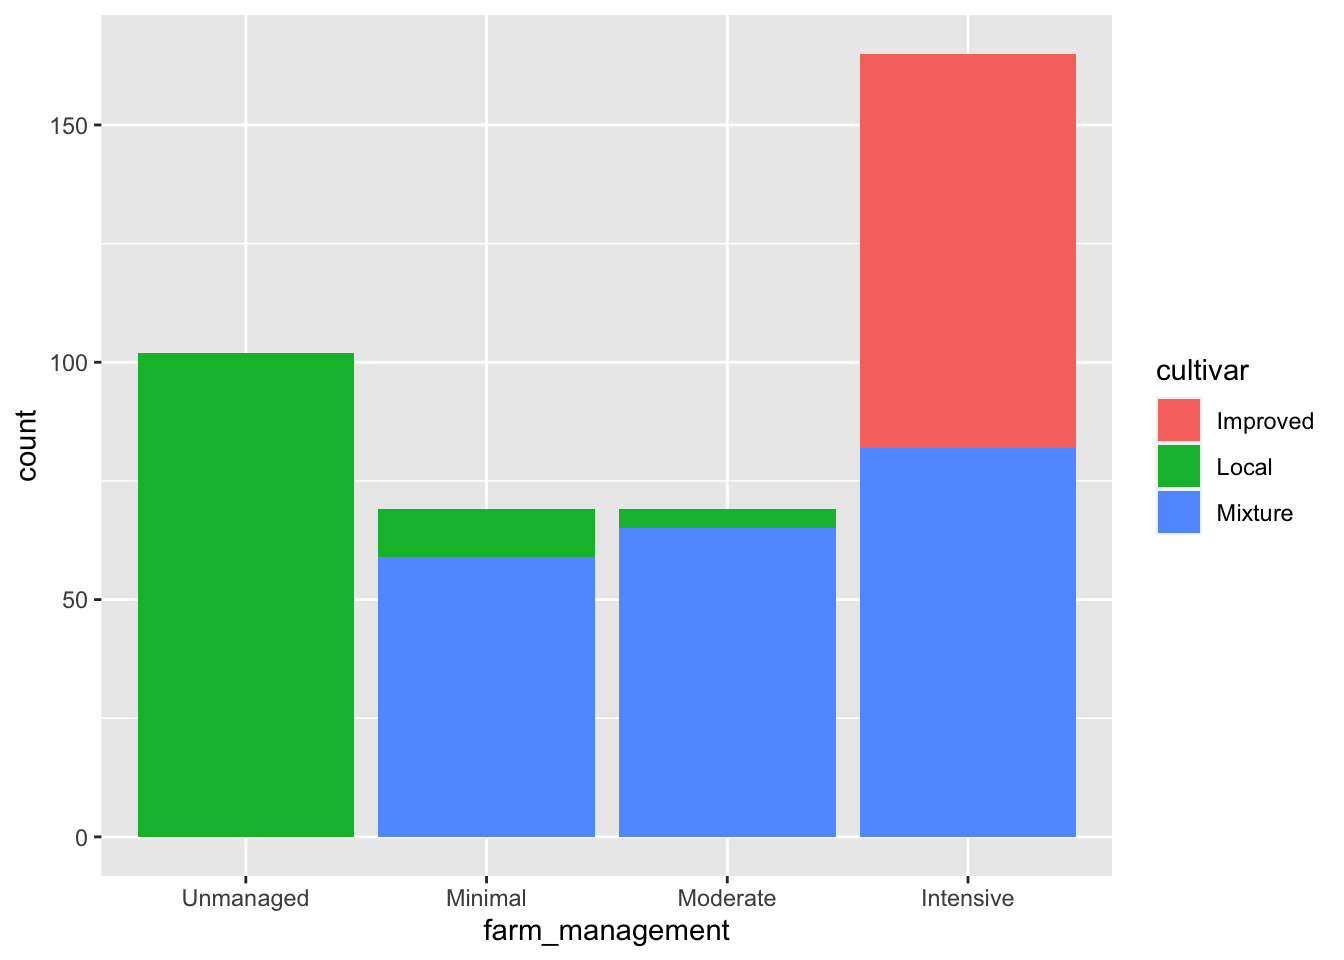 150
100
50
0
count
Unmanaged Minimal Moderate Intensive
farm_management
cultivar
Improved
Local
Mixture